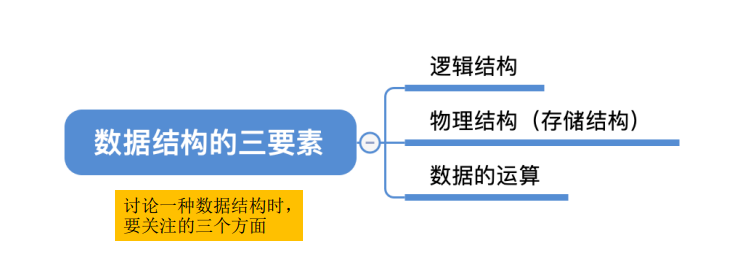 逻辑结构
物理结构（存储结构）
数据结构的三要素
数据的运算
讨论一种数据结构时，
要关注的三个方面